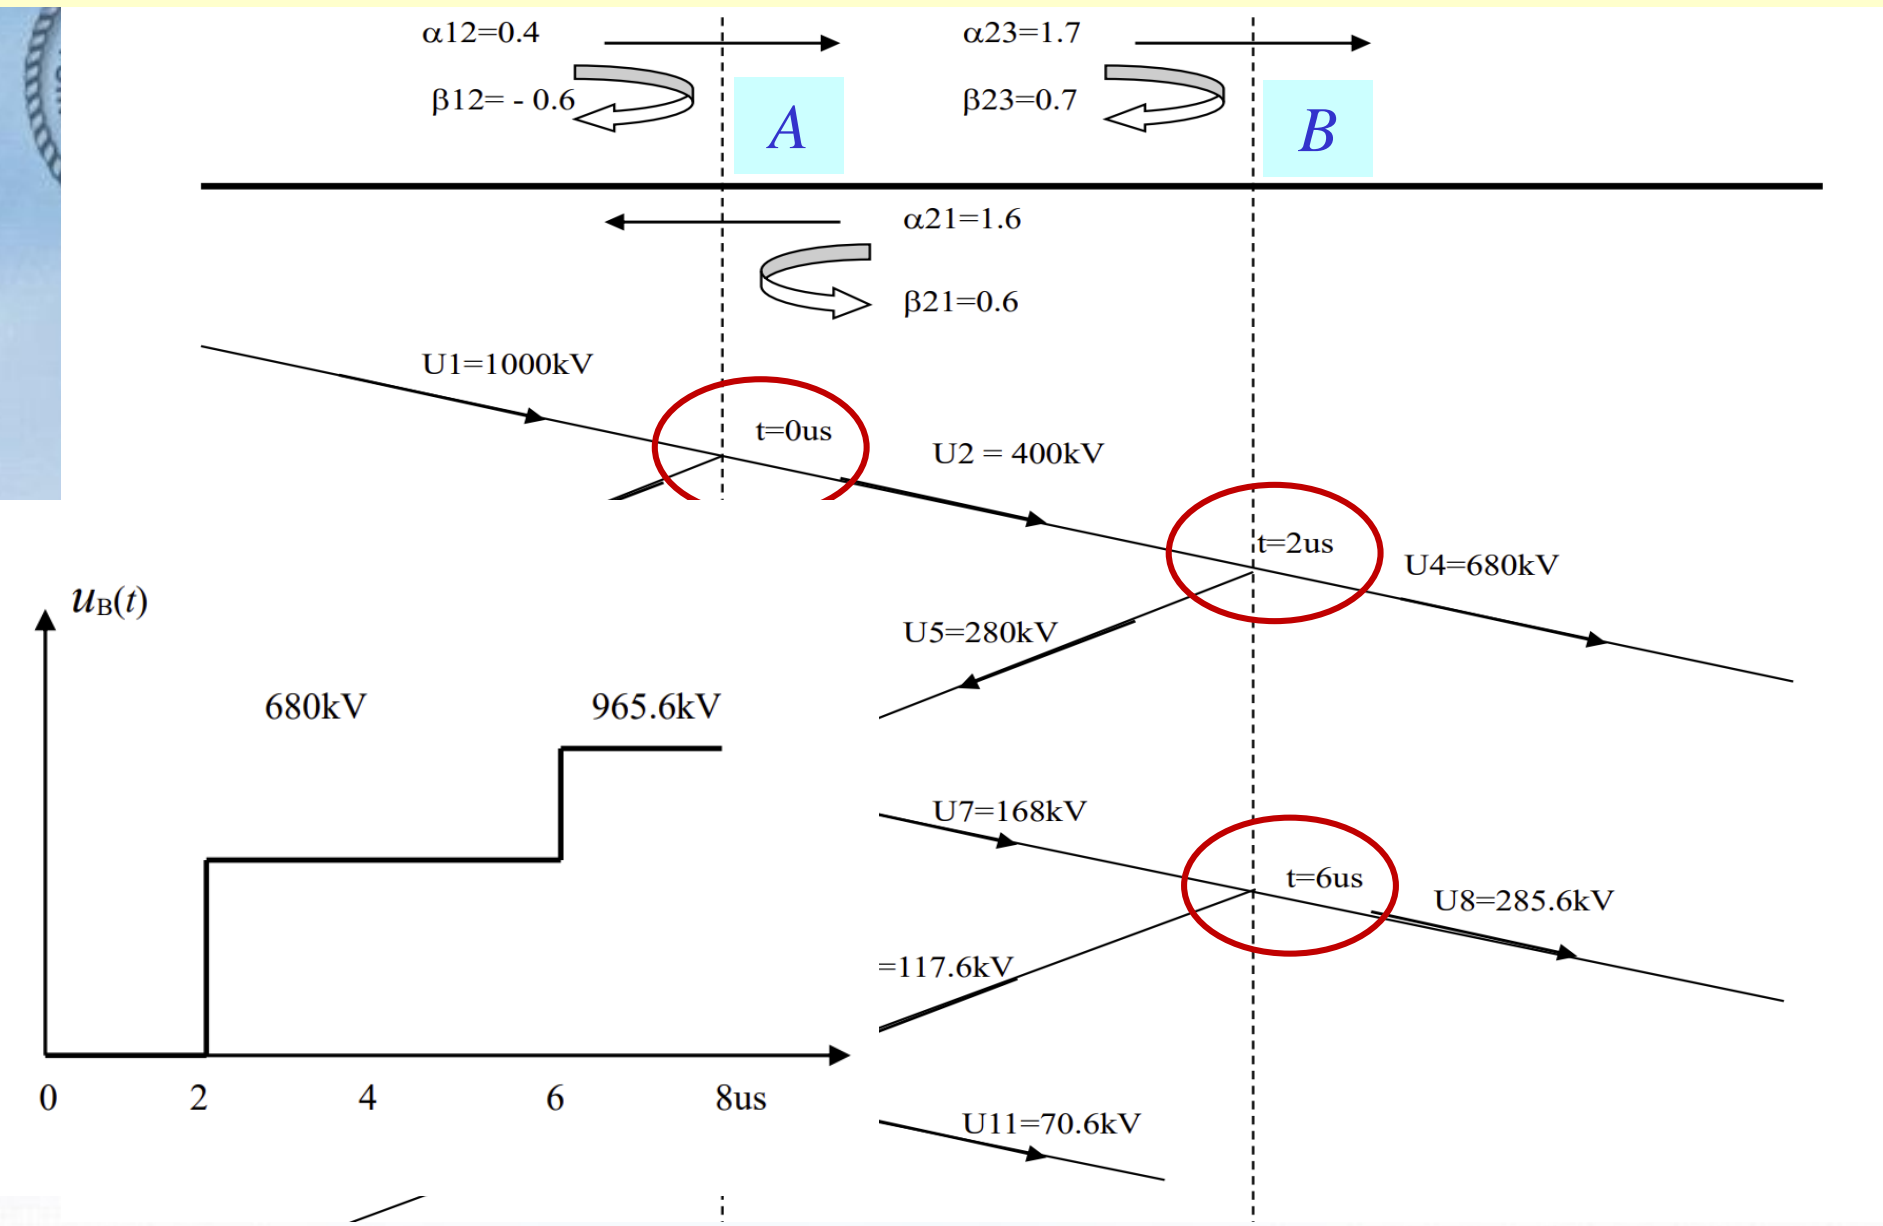 α12=0.4
α23=1.7
β12= - 0.6
A
β23=0.7
B
α21=1.6
β21=0.6
U1=1000kV
t=0us
U2 = 400kV
t=2us
U4=680kV
U5=280kV
uB(t)
680kV
965.6kV
U7=168kV
t=6us
U8=285.6kV
=117.6kV
0
2
4
6
8us
U11=70.6kV